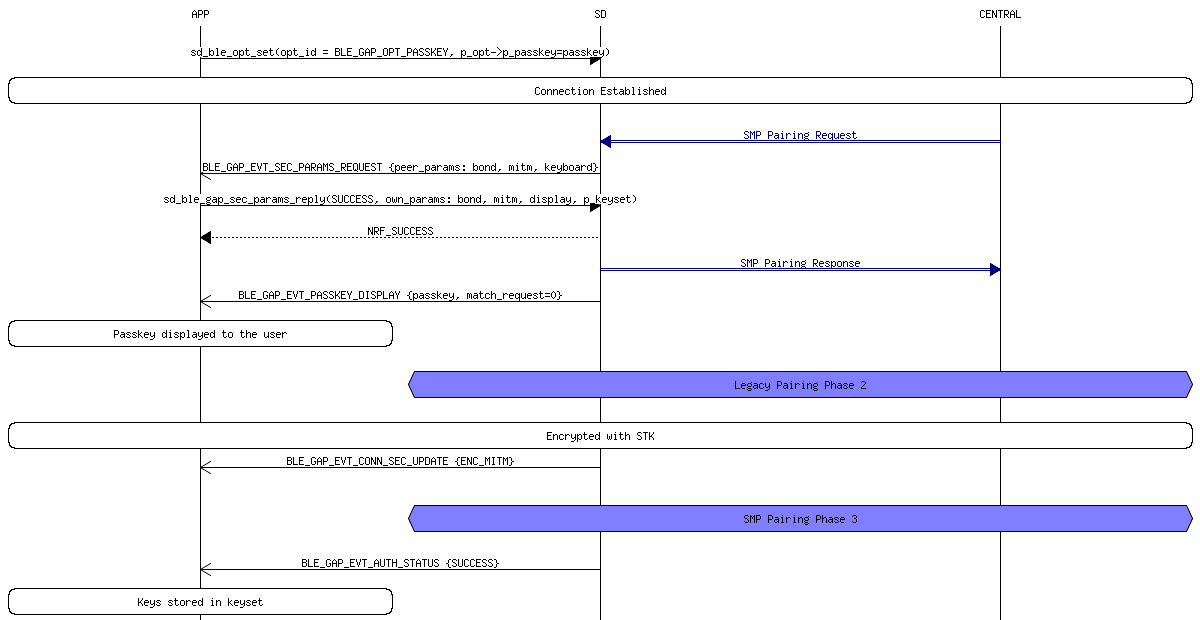 APP SD CENTRAL
sd_ble_opt_set(opt_id = BLE_GAP_OPT_PASSKEY, p_opt->p_passkey=passkey)
Connection Established
SMP Pairing Request
BLE_GAP_EVT_SEC_PARAMS_REQUEST {peer_params: bond, mitm, keyboard}
sd_ble_gap_sec_params_reply(SUCCESS, own_params: bond, mitm, display, p_keyset)
NRF_SUCCESS
SMP Pairing Response
BLE_GAP_EVT_PASSKEY_DISPLAY {passkey, match_request=0}
Passkey displayed to the user
Legacy Pairing Phase 2
Encrypted with STK
BLE_GAP_EVT_CONN_SEC_UPDATE {ENC_MITM}
SMP Pairing Phase 3
BLE_GAP_EVT_AUTH_STATUS {SUCCESS}
Keys stored in keyset